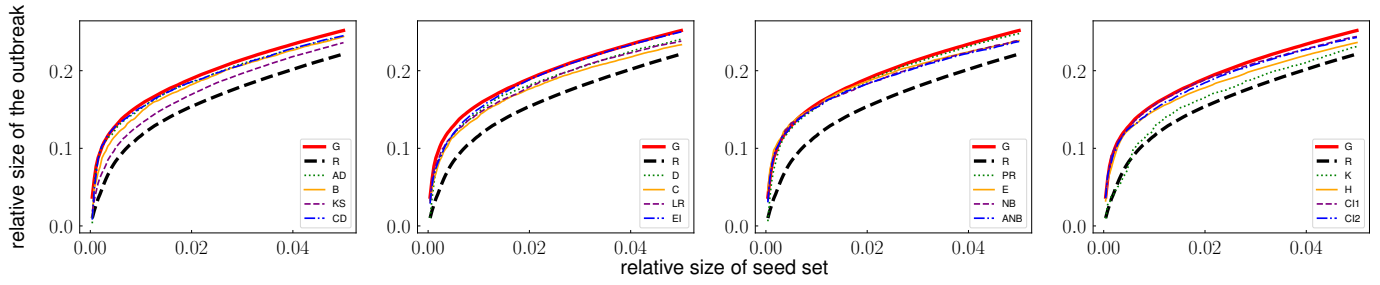 relative size of the outbreak
0.2
0.1
0.0
0.00
0.02
0.04
G
R
AD
B
KS
CD
0.2
0.1
0.0
0.00
0.02
0.04
G
R
D
C
LR
EI
0.2
0.1
0.0
0.00
0.02
0.04
G
R
PR
E
NB
ANB
0.2
0.1
0.0
0.00
0.02
0.04
G
R
K
H
CI1
CI2
relative size of seed set